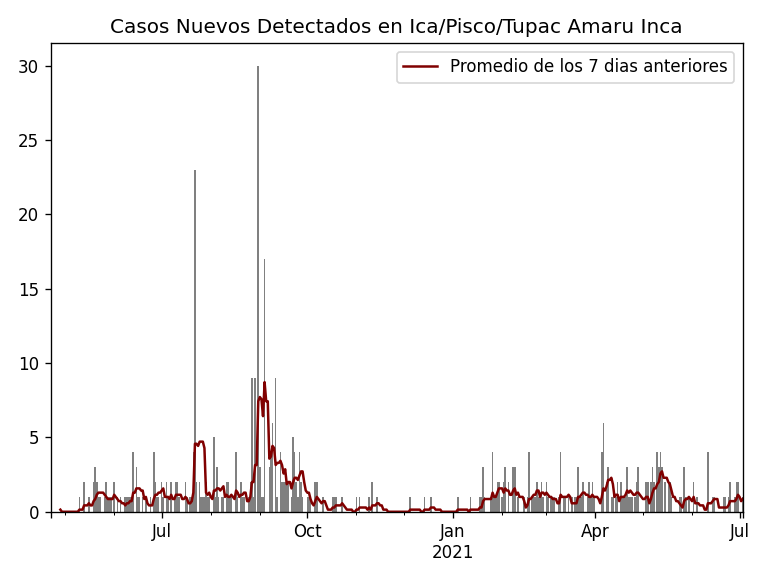 Casos Nuevos Detectados en Ica/Pisco/Tupac Amaru Inca
Promedio de los 7 dias anteriores
30
25
20
15
10
5
0
Jul
Oct
Jan
2021
Apr
Jul